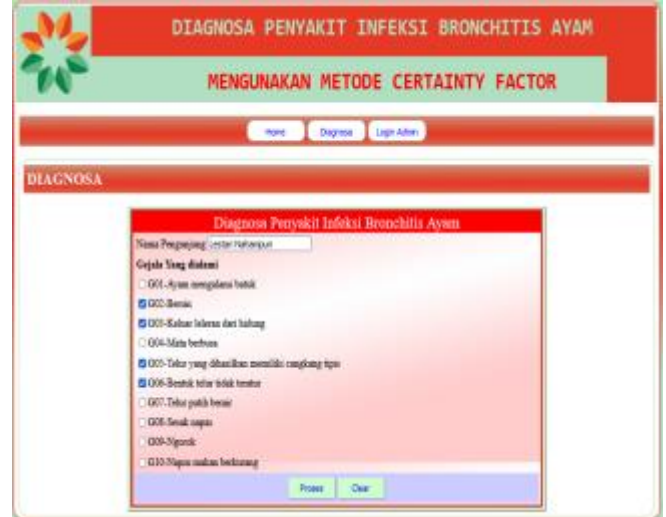 DIAGNOSA PENYAKIT INFEKSI BRONCHITIS AYAM
MENGUNAKAN METODE CERTAINTY FACTOR
Home Diagnosa Login Admin
DIAGNOSA
Diagnosa Penyakit Infeksi Bronchitis Ayam
Nama Pengunjung Lestari
Gejala Yang dialami
G01-Ayam mengalami batuk
G02-Bersin
G03-Keluar leleran dari hidung
G04-Mata berbusa
G05-Telur yang dihasilkan memiliki cangkang tipis
G06-Bentuk telur tidak teratur
G07-Telur putih bener
G08-Sesak napas
G09-Ngorok
G10-Napsu makan berkurang
Proses Clear